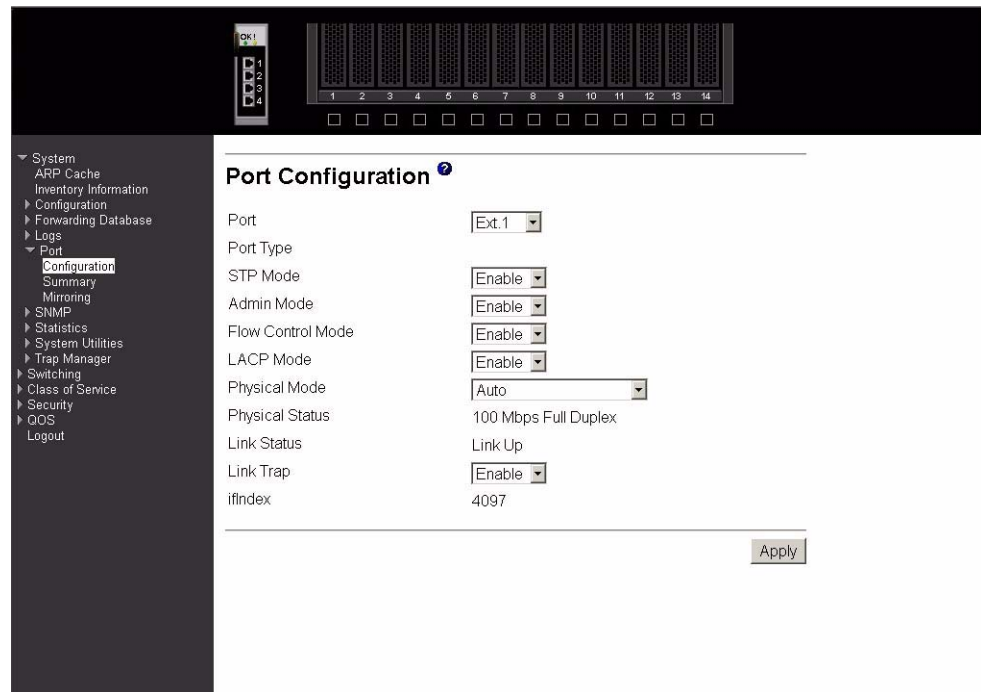 OK!
1
2
3
4
1 2 3 4 5 6 7 8 9 10 11 12 13 14
System
ARP Cache
Inventory Information
Configuration
Forwarding Database
Logs
Port
Configuration
Summary
Mirroring
SNMP
Statistics
System Utilities
Trap Manager
Switching
Class of Service
Security
QOS
Logout
Port Configuration ?
Port Ext.1
Port Type
STP Mode Enable
Admin Mode Enable
Flow Control Mode Enable
LACP Mode Enable
Physical Mode Auto
Physical Status 100 Mbps Full Duplex
Link Status Link Up
Link Trap Enable
ifIndex 4097
Apply